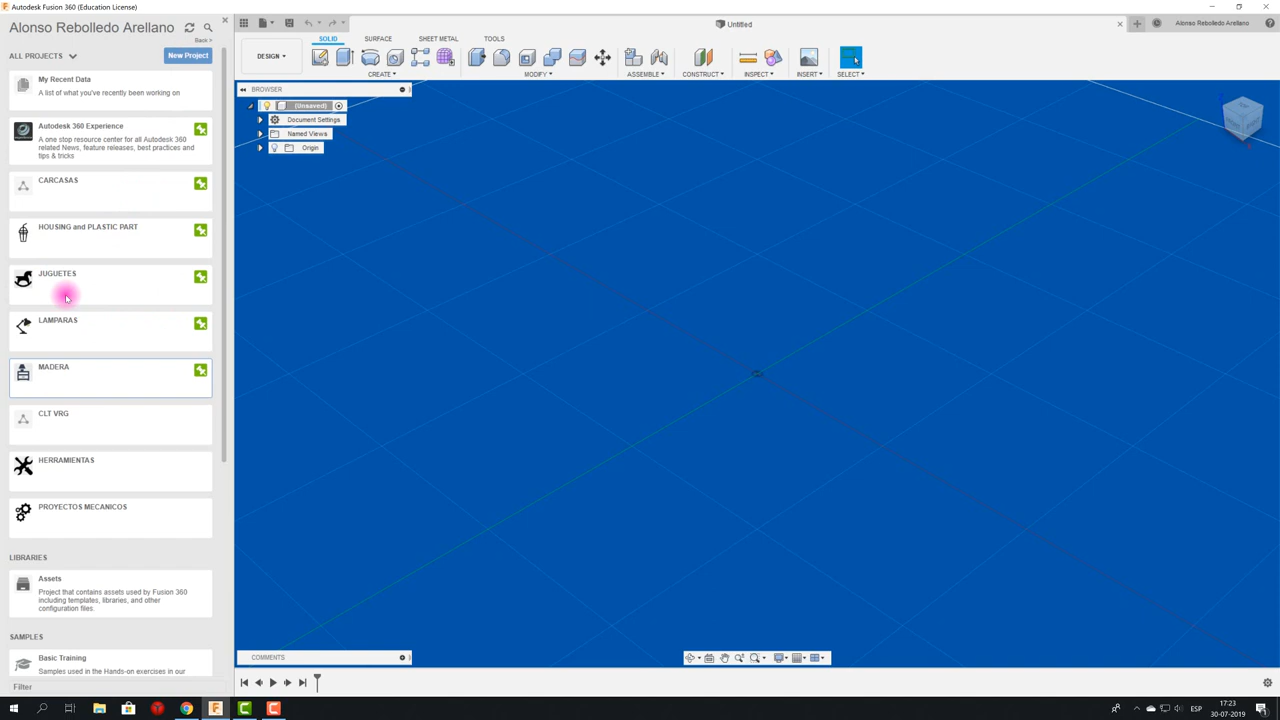 Autodesk Fusion 360 (Education License)
Alonso Rebolledo Arellano
Back »
ALL PROJECTS
New Project
My Recent Data
A list of what you've recently been working on
Autodesk 360 Experience
A one stop resource center for all Autodesk 360
related News, feature releases, best practices and
tips & tricks
CARCASAS
HOUSING and PLASTIC PART
JUGUETES
LAMPARAS
MADERA
CLT VRG
HERRAMIENTAS
PROYECTOS MECANICOS
LIBRARIES
Assets
Project that contains assets used by Fusion 360
including templates, libraries, and other
configuration files.
SAMPLES
Basic Training
Samples used in the Hands-on exercises in our
Filter
Untitled
Alonso Rebolledo Arellano
DESIGN
SOLID
SURFACE
SHEET METAL
TOOLS
CREATE
MODIFY
ASSEMBLE
CONSTRUCT
INSPECT
INSERT
SELECT
BROWSER
(Unsaved)
Document Settings
Named Views
Origin
COMMENTS
ESP
17:23
30-07-2019